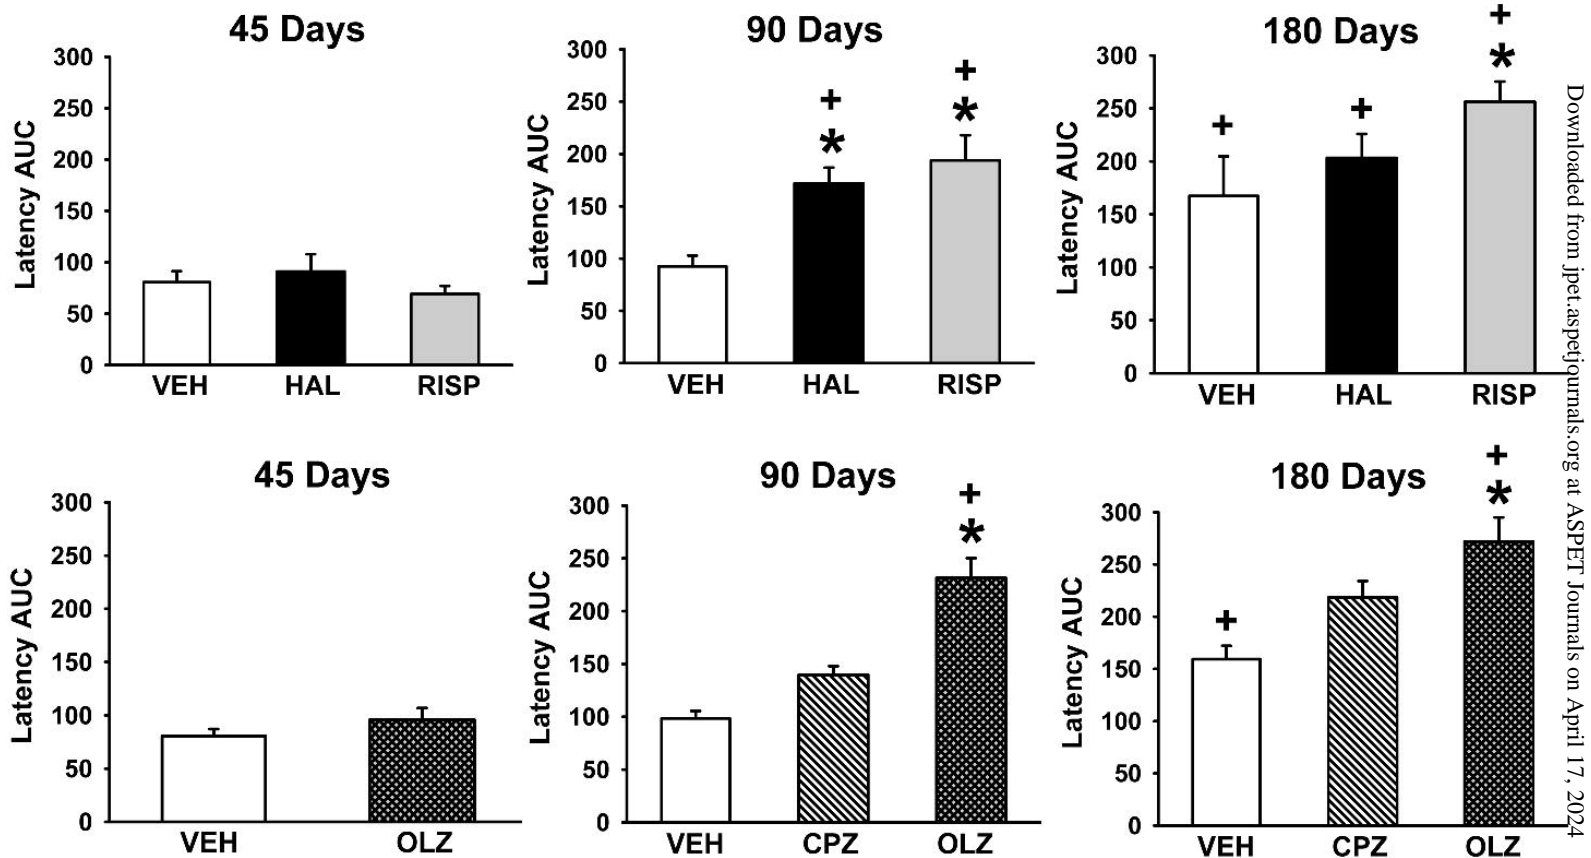 45 Days
Latency AUC
300
250
200
150
100
50
0
VEH HAL RISP
90 Days
+ +
* *
Latency AUC
300
250
200
150
100
50
0
VEH HAL RISP
180 Days
+ + +
*
Latency AUC
300
250
200
150
100
50
0
VEH HAL RISP
45 Days
Latency AUC
300
250
200
150
100
50
0
VEH OLZ
90 Days
+
*
Latency AUC
300
250
200
150
100
50
0
VEH CPZ OLZ
180 Days
+ +
*
Latency AUC
300
250
200
150
100
50
0
VEH CPZ OLZ
Downloaded from jpet.aspetjournals.org at ASPET Journals on April 17, 2024